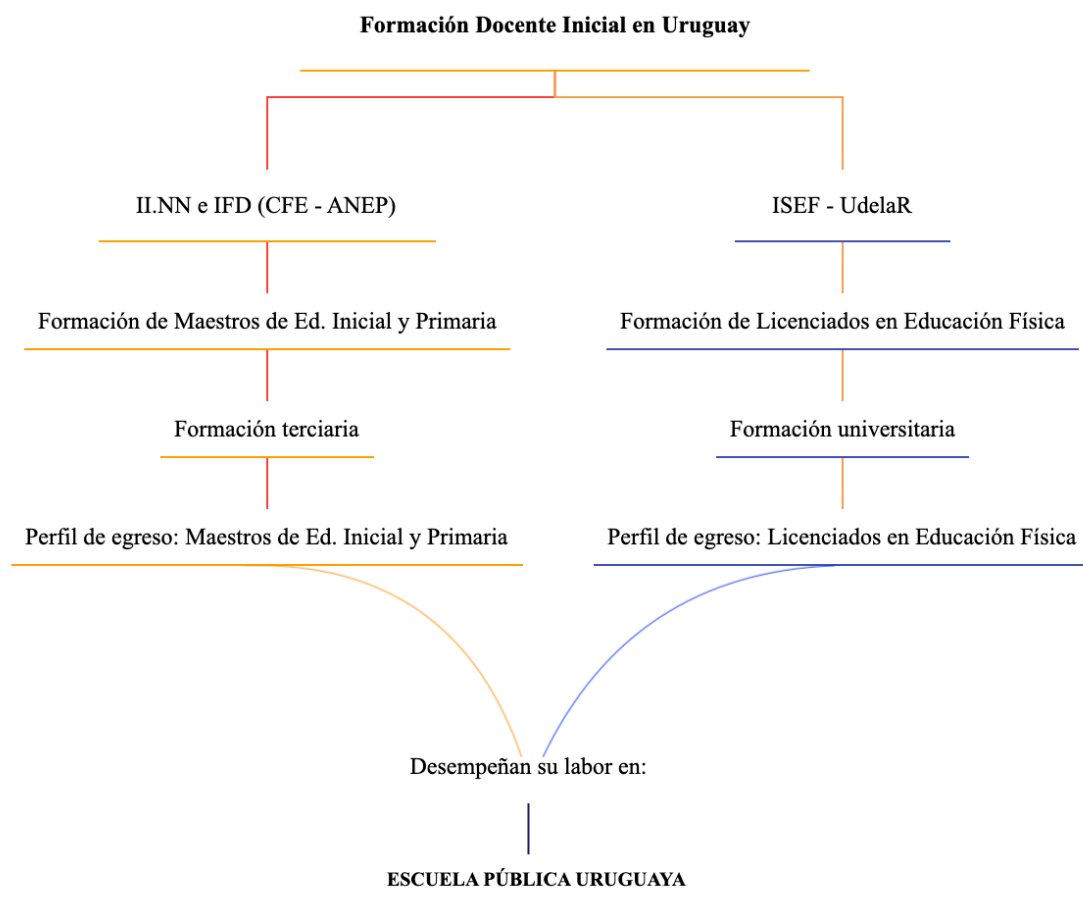 Formación Docente Inicial en Uruguay
II.NN e IFD (CFE - ANEP)
ISEF - UdelaR
Formación de Maestros de Ed. Inicial y Primaria
Formación de Licenciados en Educación Física
Formación terciaria
Formación universitaria
Perfil de egreso: Maestros de Ed. Inicial y Primaria
Perfil de egreso: Licenciados en Educación Física
Desempeñan su labor en:
ESCUELA PÚBLICA URUGUAYA